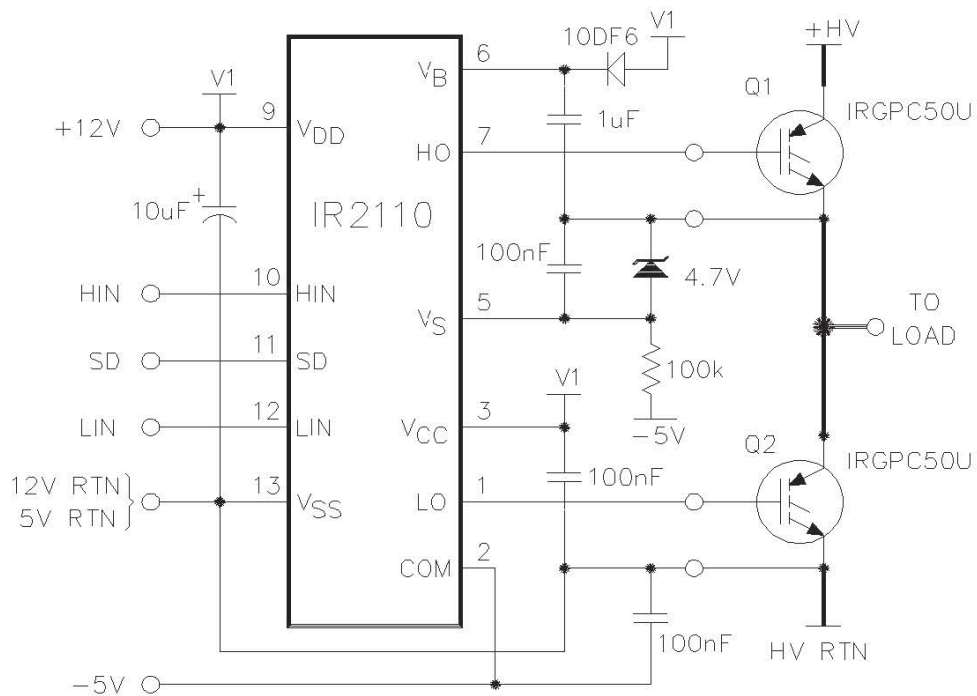 V1
+12V
9
VDD
10uF
+
IR2110
HIN
10
HIN
SD
11
SD
LIN
12
LIN
12V RTN
5V RTN
13
VSS
-5V
VB
6
10DF6
V1
1uF
HO
7
100nF
4.7V
VS
5
100k
-5V
V1
VCC
3
100nF
LO
1
COM
2
100nF
+HV
Q1
IRGPC50U
TO
LOAD
Q2
IRGPC50U
HV RTN